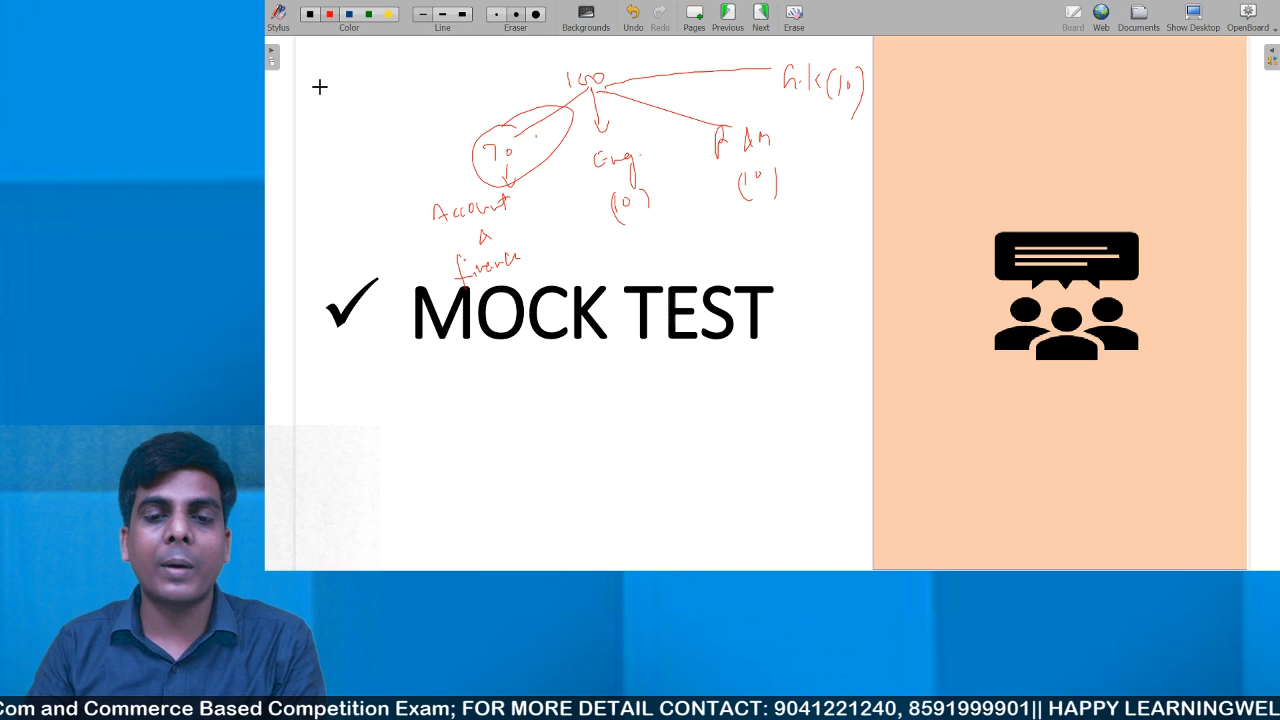 Stylus
Color
Line
Eraser
Backgrounds
Undo
Redo
Pages
Previous
Next
Erase
Board
Web
Documents
Show Desktop
OpenBoard
100
G.K (10)
70
Eng.
(10)
(10)
Account
&
finance
✓ MOCK TEST
Com and Commerce Based Competition Exam; FOR MORE DETAIL CONTACT: 9041221240, 8591999901|| HAPPY LEARNINGWEL